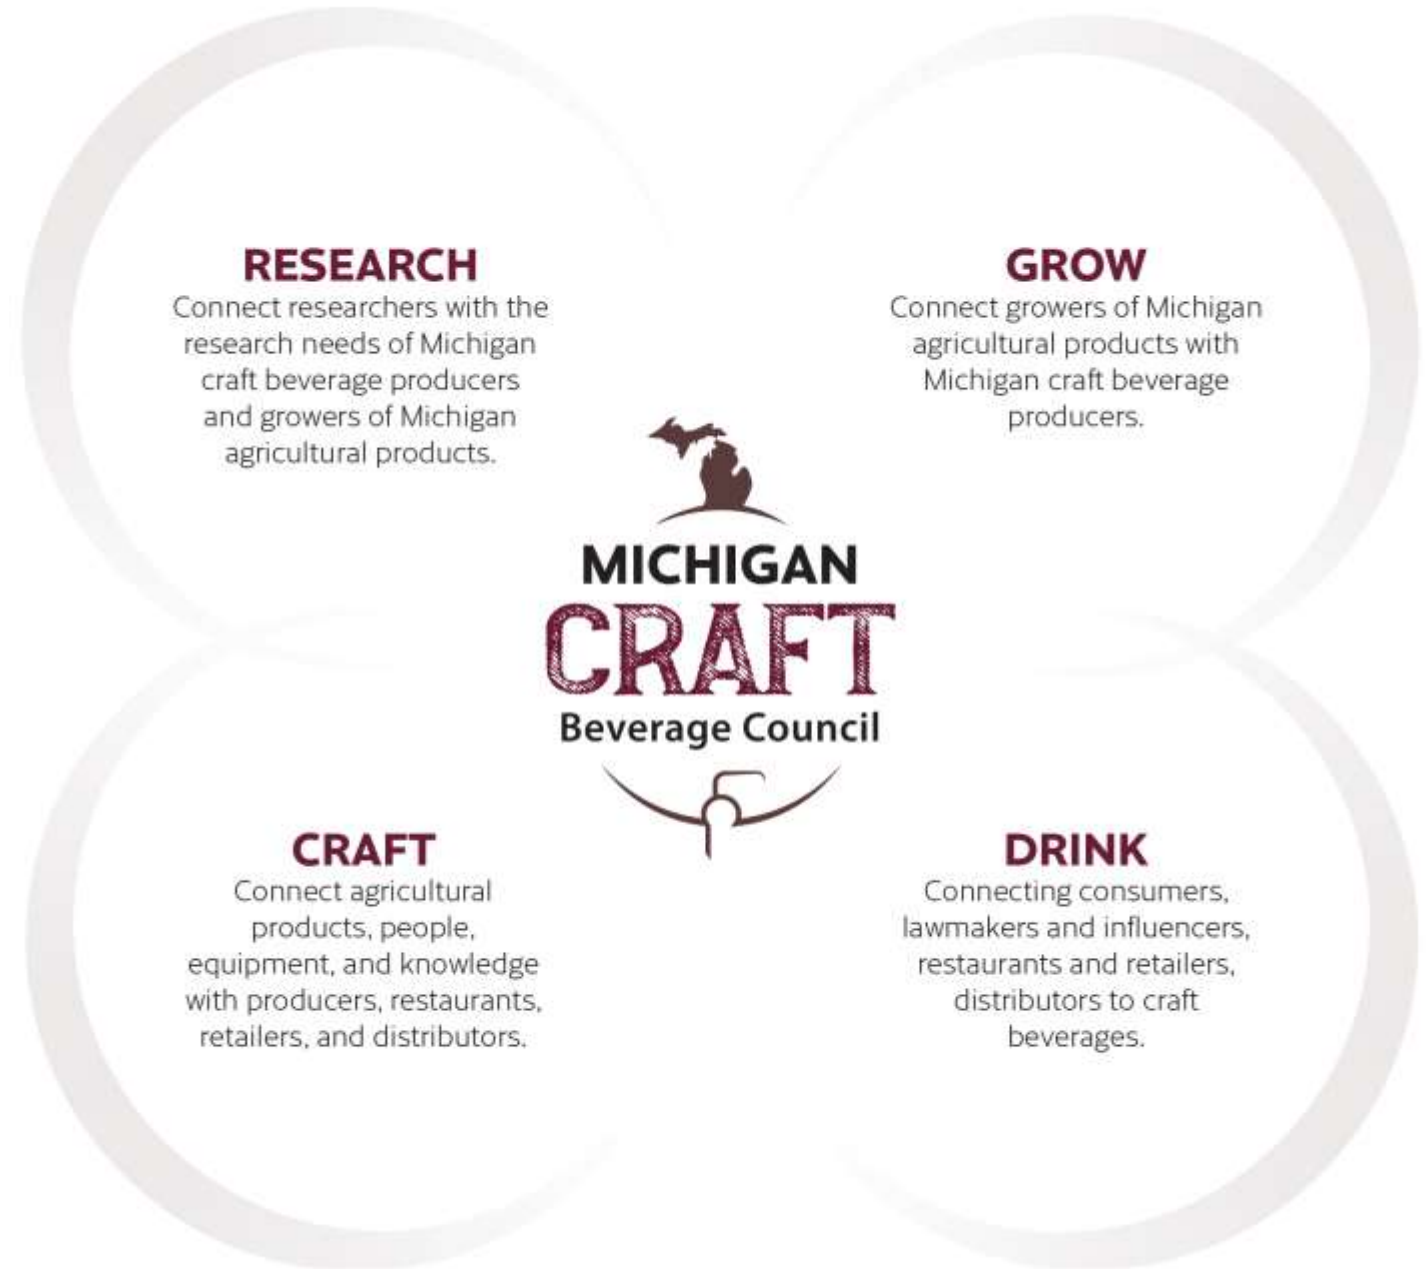 RESEARCH
Connect researchers with the
research needs of Michigan
craft beverage producers
and growers of Michigan
agricultural products.
GROW
Connect growers of Michigan
agricultural products with
Michigan craft beverage
producers.
MICHIGAN
CRAFT
Beverage Council
CRAFT
Connect agricultural
products, people,
equipment, and knowledge
with producers, restaurants,
retailers, and distributors.
DRINK
Connecting consumers,
lawmakers and influencers,
restaurants and retailers,
distributors to craft
beverages.